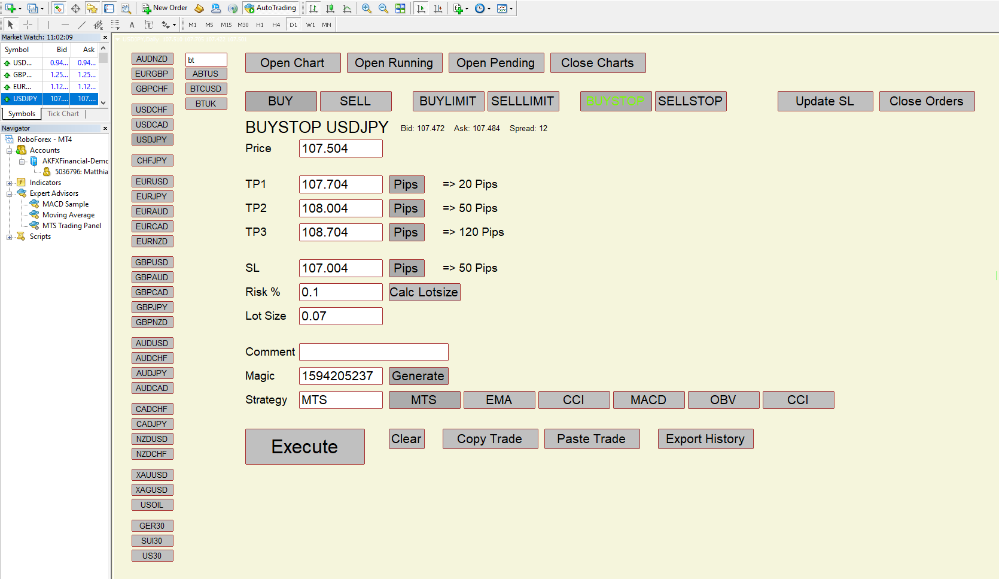 New Order AutoTrading
A T M1 M5 M15 M30 H1 H4 D1 W1 MN
Market Watch: 11:02:09
Symbol Bid Ask
USD... 0.94... 0.94...
GBP... 1.25... 1.25...
EUR... 1.12... 1.12...
USDJPY 107.... 107....
Symbols Tick Chart
Navigator
RoboForex - MT4
Accounts
AKFXFinancial-Demo
5036796: Matthia
Indicators
Expert Advisors
MACD Sample
Moving Average
MTS Trading Panel
Scripts
AUDNZD
EURGBP
GBPCHF
USDCHF
USDCAD
USDJPY
CHFJPY
EURUSD
EURJPY
EURAUD
EURCAD
EURNZD
GBPUSD
GBPAUD
GBPCAD
GBPJPY
GBPNZD
AUDUSD
AUDCHF
AUDJPY
AUDCAD
CADCHF
CADJPY
NZDUSD
NZDCHF
XAUUSD
XAGUSD
USOIL
GER30
SUI30
US30
bt
ABTUS
BTCUSD
BTUK
Open Chart Open Running Open Pending Close Charts
BUY SELL BUYLIMIT SELLLIMIT BUYSTOP SELLSTOP Update SL Close Orders
BUYSTOP USDJPY Bid: 107.472 Ask: 107.484 Spread: 12
Price 107.504
TP1 107.704 Pips => 20 Pips
TP2 108.004 Pips => 50 Pips
TP3 108.704 Pips => 120 Pips
SL 107.004 Pips => 50 Pips
Risk % 0.1 Calc Lotsize
Lot Size 0.07
Comment
Magic 1594205237 Generate
Strategy MTS MTS EMA CCI MACD OBV CCI
Execute Clear Copy Trade Paste Trade Export History